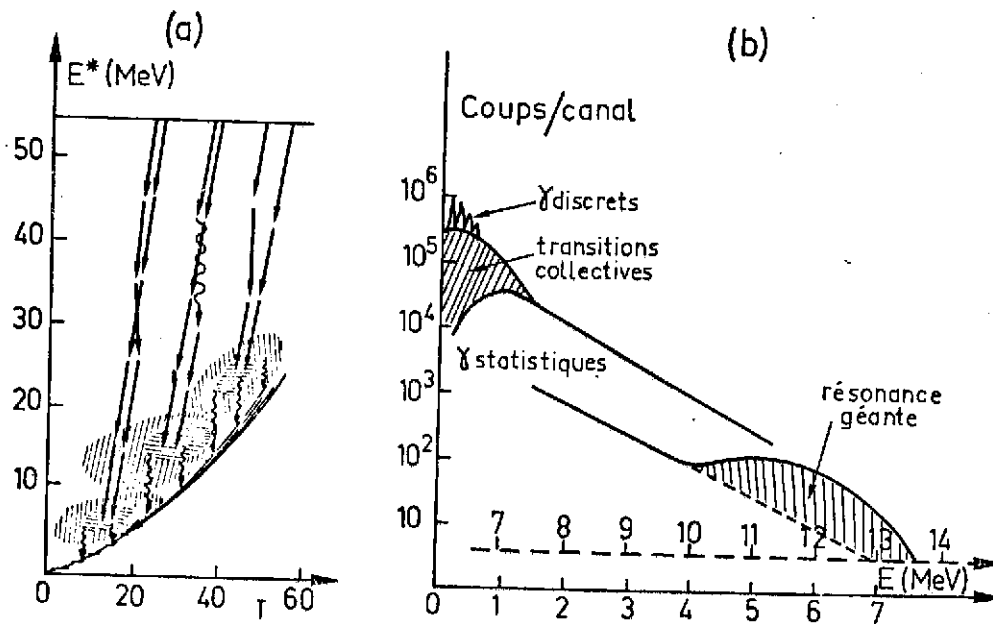 (a)
E* (MeV)
50
40
30
20
10
0
20
40
60
I
(b)
Coups/canal
10⁶
10⁵
10⁴
10³
10²
10
γ discrets
transitions
collectives
γ statistiques
résonance
géante
7 8 9 10 11 12 13 14
E (MeV)
0 1 2 3 4 5 6 7